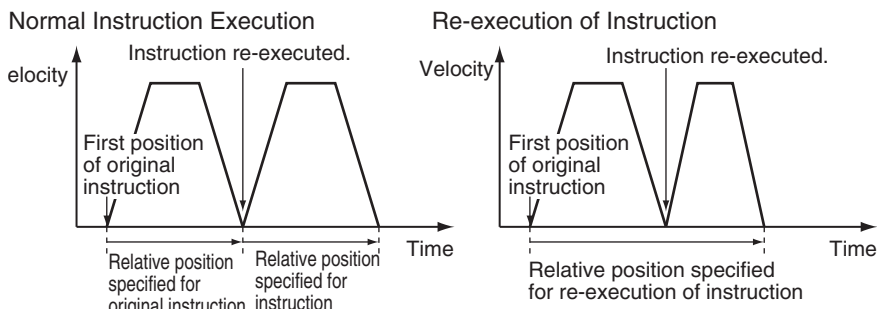 Normal Instruction Execution
Instruction re-executed.
elocity
First position
of original
instruction
Time
Relative position
specified for
original instruction
Relative position
specified for
instruction
Re-execution of Instruction
Instruction re-executed.
Velocity
First position
of original
instruction
Time
Relative position specified
for re-execution of instruction